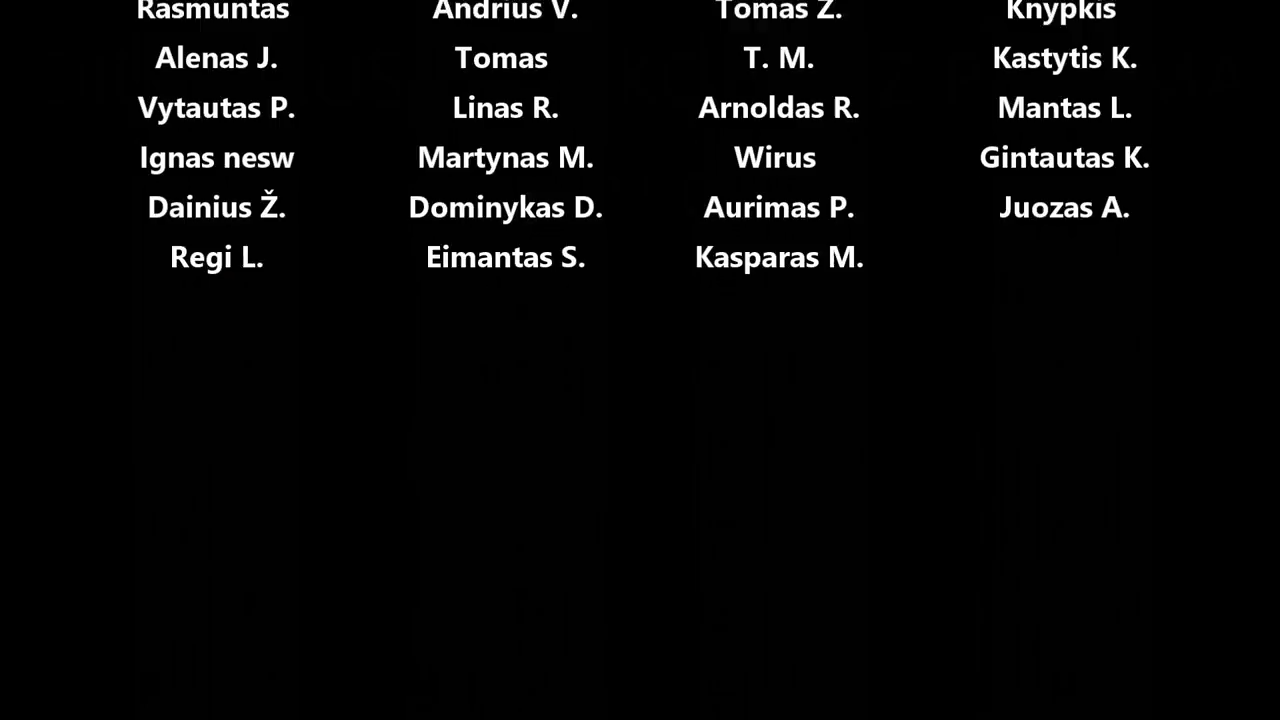 Rasmuntas Andrius V. Tomas Z. Knypkis
Alenas J. Tomas T. M. Kastytis K.
Vytautas P. Linas R. Arnoldas R. Mantas L.
Ignas nesw Martynas M. Wirus Gintautas K.
Dainius Ž. Dominykas D. Aurimas P. Juozas A.
Regi L. Eimantas S. Kasparas M.